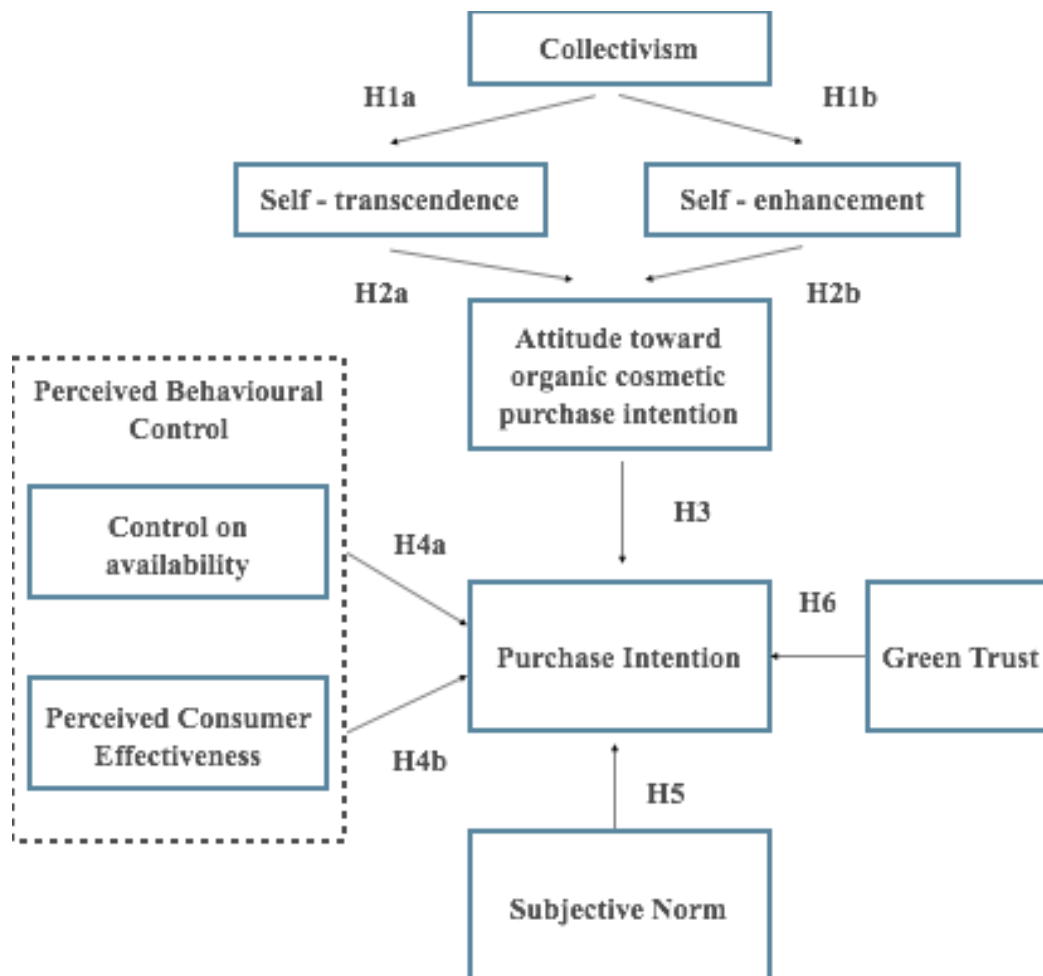 Collectivism
H1a
H1b
Self - transcendence
Self - enhancement
H2a
H2b
Attitude toward
organic cosmetic
purchase intention
Perceived Behavioural
Control
Control on
availability
H4a
H3
Purchase Intention
H6
Green Trust
Perceived Consumer
Effectiveness
H4b
H5
Subjective Norm